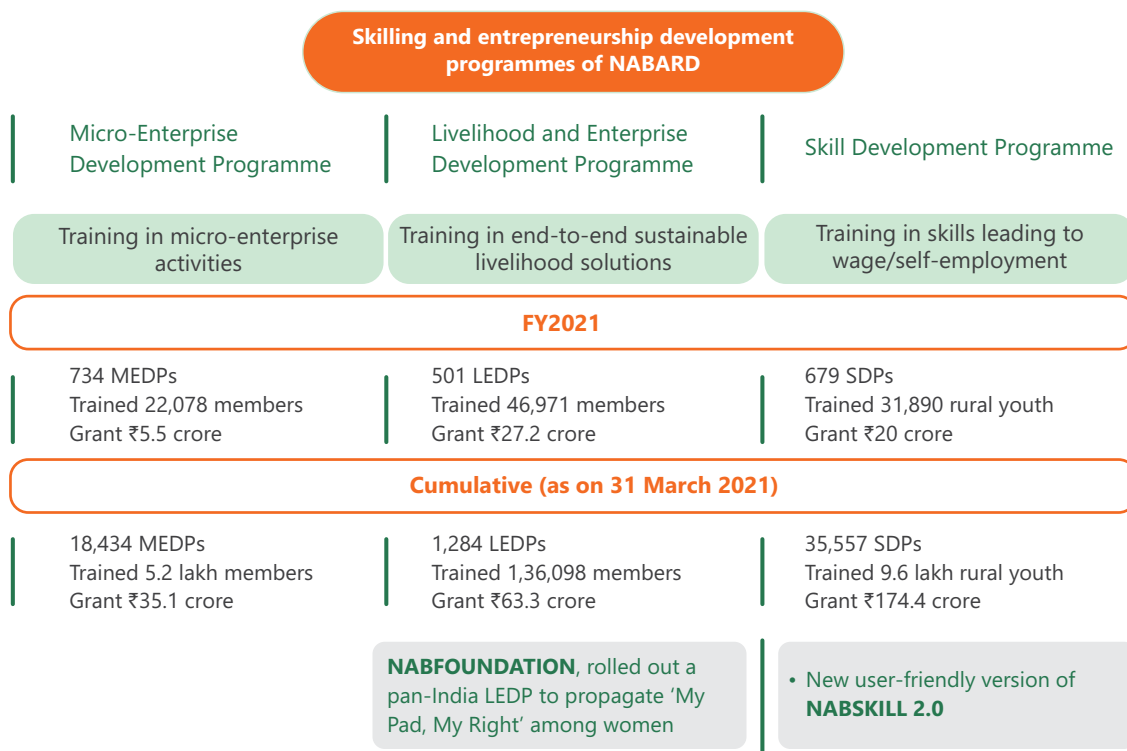 Skilling and entrepreneurship development
programmes of NABARD
Micro-Enterprise
Development Programme
Livelihood and Enterprise
Development Programme
Skill Development Programme
Training in micro-enterprise
activities
Training in end-to-end sustainable
livelihood solutions
Training in skills leading to
wage/self-employment
FY2021
734 MEDPs
Trained 22,078 members
Grant ₹5.5 crore
501 LEDPs
Trained 46,971 members
Grant ₹27.2 crore
679 SDPs
Trained 31,890 rural youth
Grant ₹20 crore
Cumulative (as on 31 March 2021)
18,434 MEDPs
Trained 5.2 lakh members
Grant ₹35.1 crore
1,284 LEDPs
Trained 1,36,098 members
Grant ₹63.3 crore
35,557 SDPs
Trained 9.6 lakh rural youth
Grant ₹174.4 crore
NABFOUNDATION, rolled out a
pan-India LEDP to propagate ‘My
Pad, My Right’ among women
• New user-friendly version of
NABSKILL 2.0